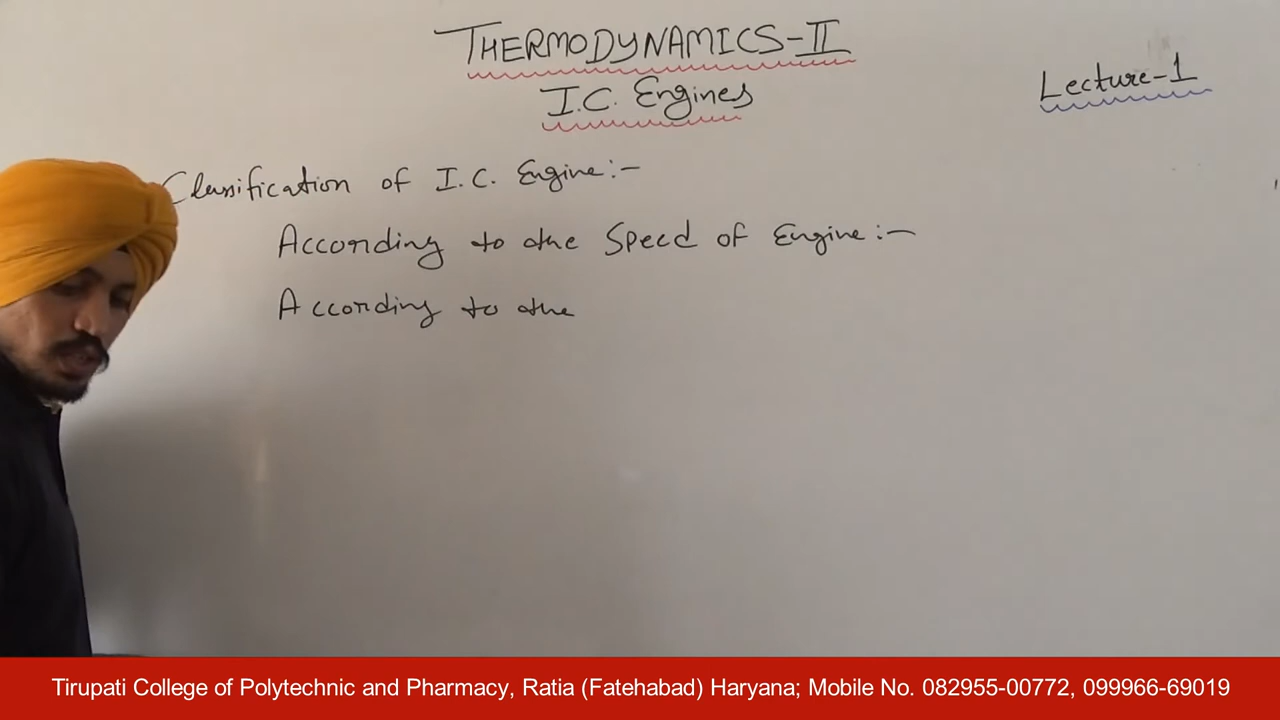 THERMODYNAMICS-II
I.C. Engines
Lecture-1
Classification of I.C. Engine:-
According to the Speed of Engine:-
According to the
Tirupati College of Polytechnic and Pharmacy, Ratia (Fatehabad) Haryana; Mobile No. 082955-00772, 099966-69019